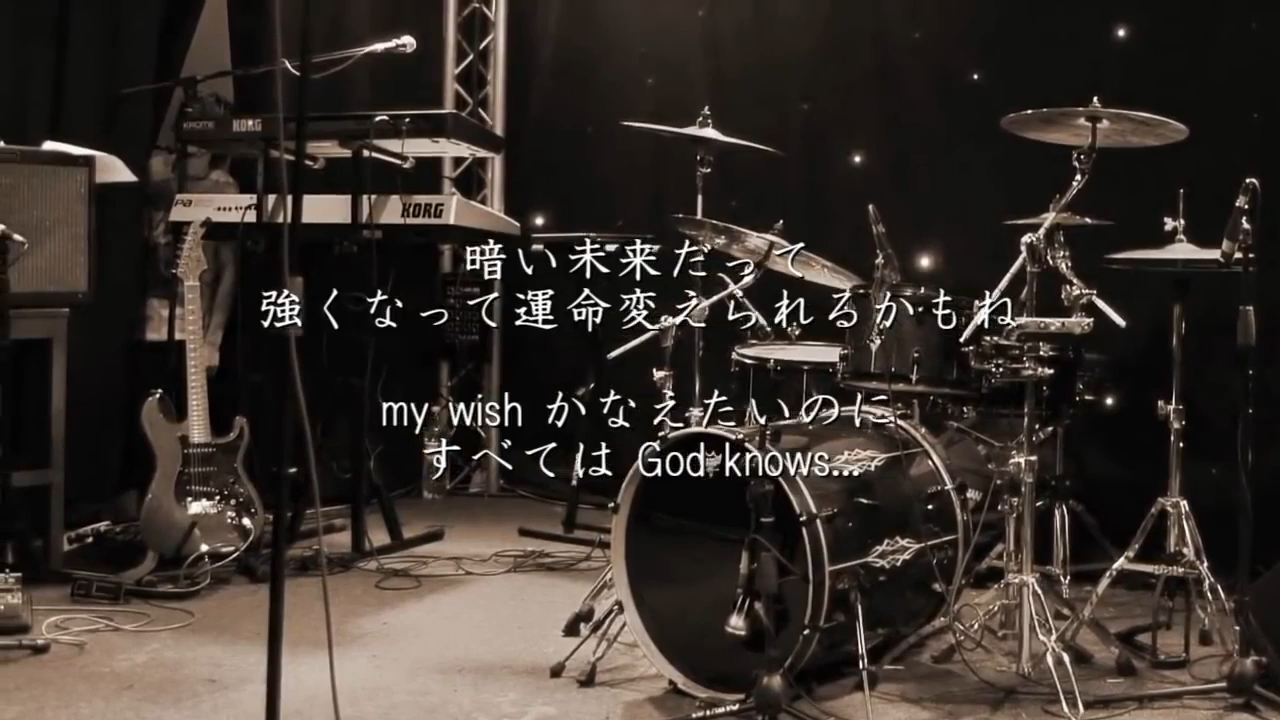 KROME KORG
Pa KORG
暗い未来だって
強くなって運命変えられるかもね
my wish かなえたいのに
すべては God knows...